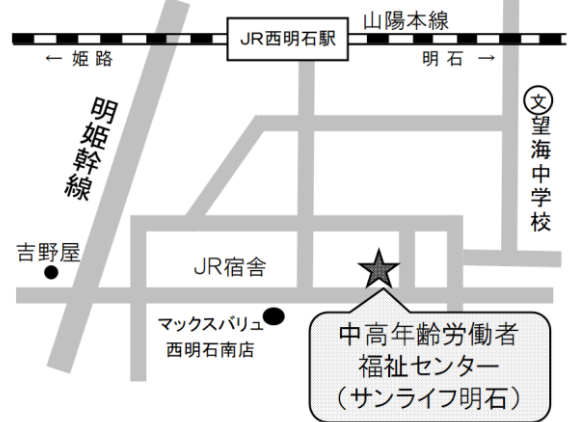 山陽本線
JR西明石駅
← 姫路
明石 →
文
望海中学校
明姫幹線
吉野屋
JR宿舎
マックスバリュ
西明石南店
中高年齢労働者
福祉センター
（サンライフ明石）